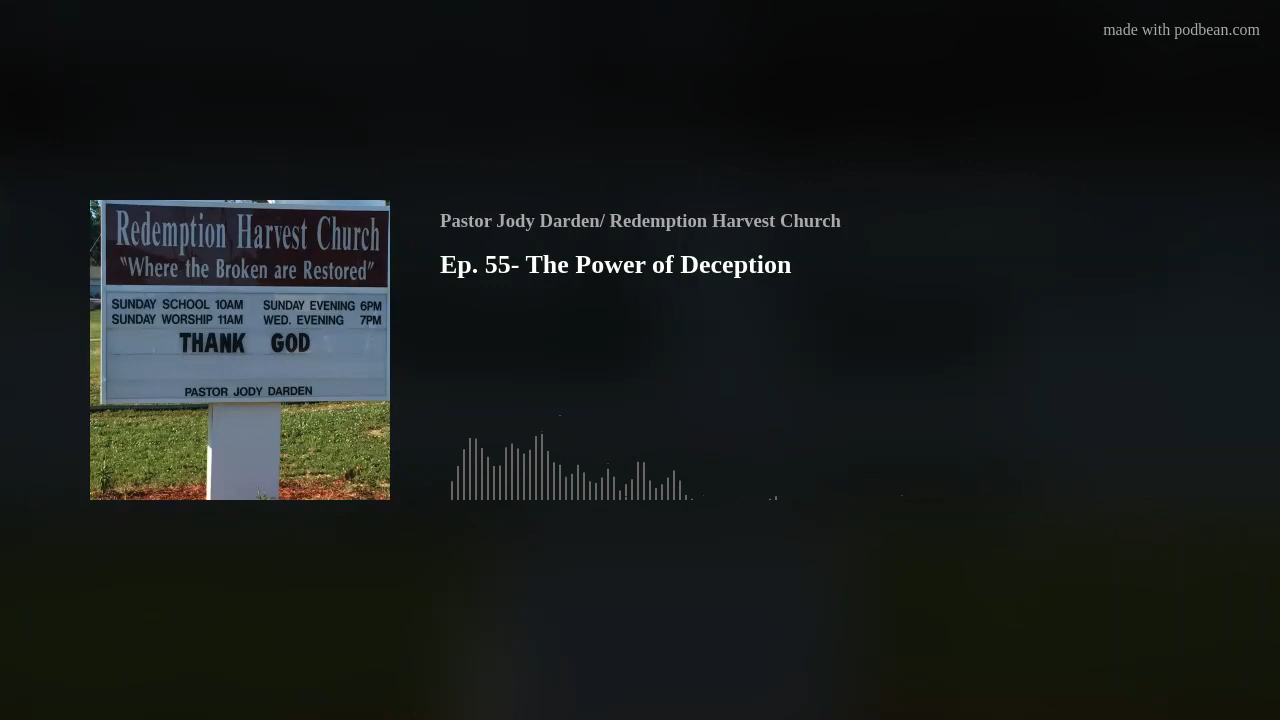 made with podbean.com
Redemption Harvest Church
"Where the Broken are Restored"
SUNDAY SCHOOL 10AM SUNDAY EVENING 6PM
SUNDAY WORSHIP 11AM WED. EVENING 7PM
THANK GOD
PASTOR JODY DARDEN
Pastor Jody Darden/ Redemption Harvest Church
Ep. 55- The Power of Deception